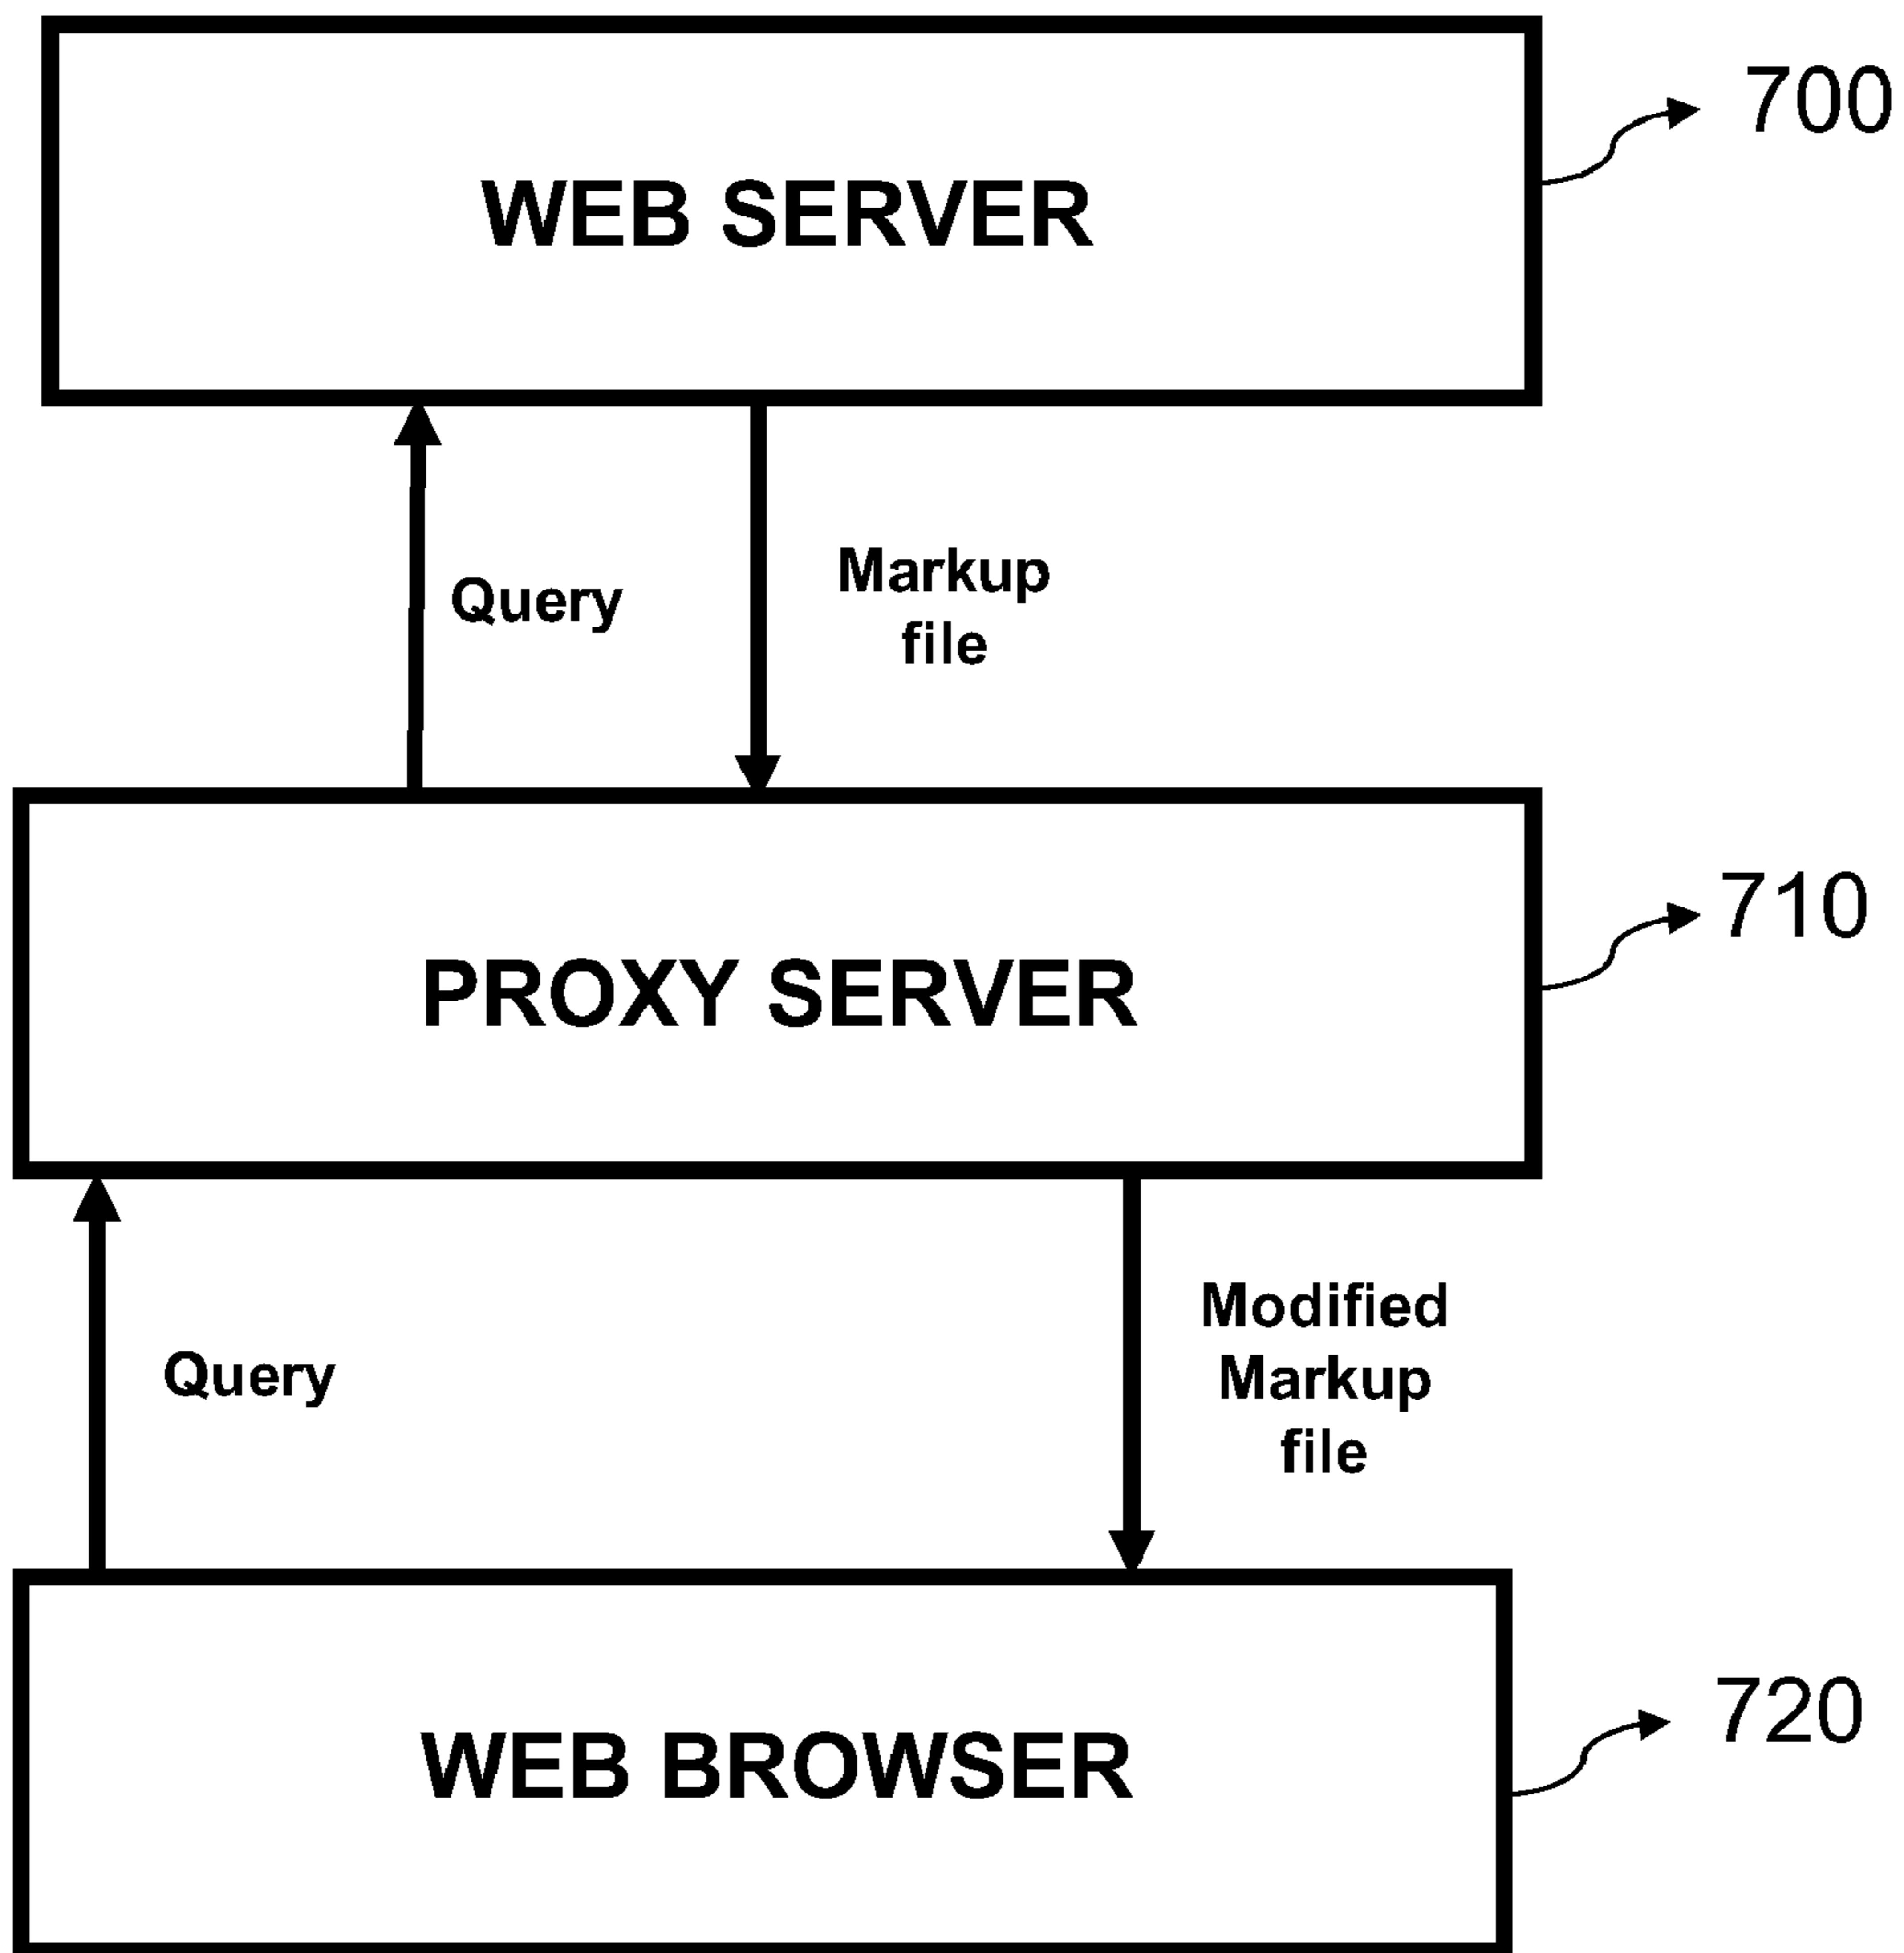 700
WEB SERVER
Query
Markup
file
710
PROXY SERVER
Query
Modified
Markup
file
720
WEB BROWSER